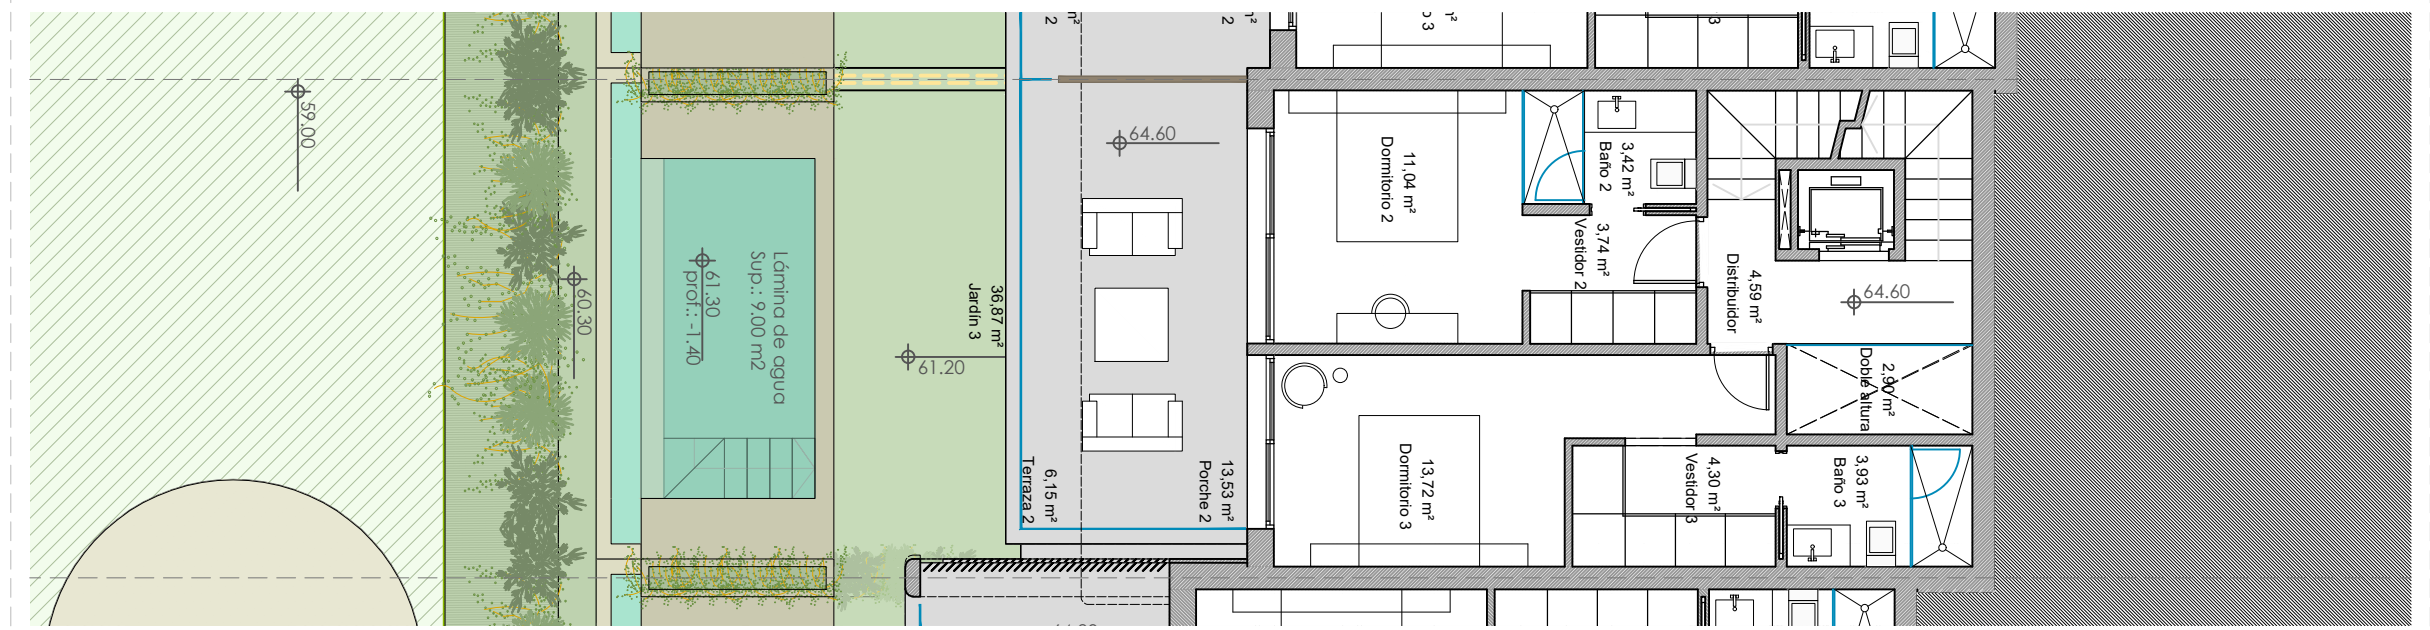 59.00
60.30
61.30
prof.: -1.40
Lámina de agua
Sup.: 9.00 m2
36,87 m²
Jardín 3
61.20
64.60
6,15 m²
Terraza 2
13,53 m²
Porche 2
11,04 m²
Dormitorio 2
3,42 m²
Baño 2
3,74 m²
Vestidor 2
4,59 m²
Distribuidor
64.60
2,90 m²
Doble altura
13,72 m²
Dormitorio 3
4,30 m²
Vestidor 3
3,93 m²
Baño 3
2
2
3
3